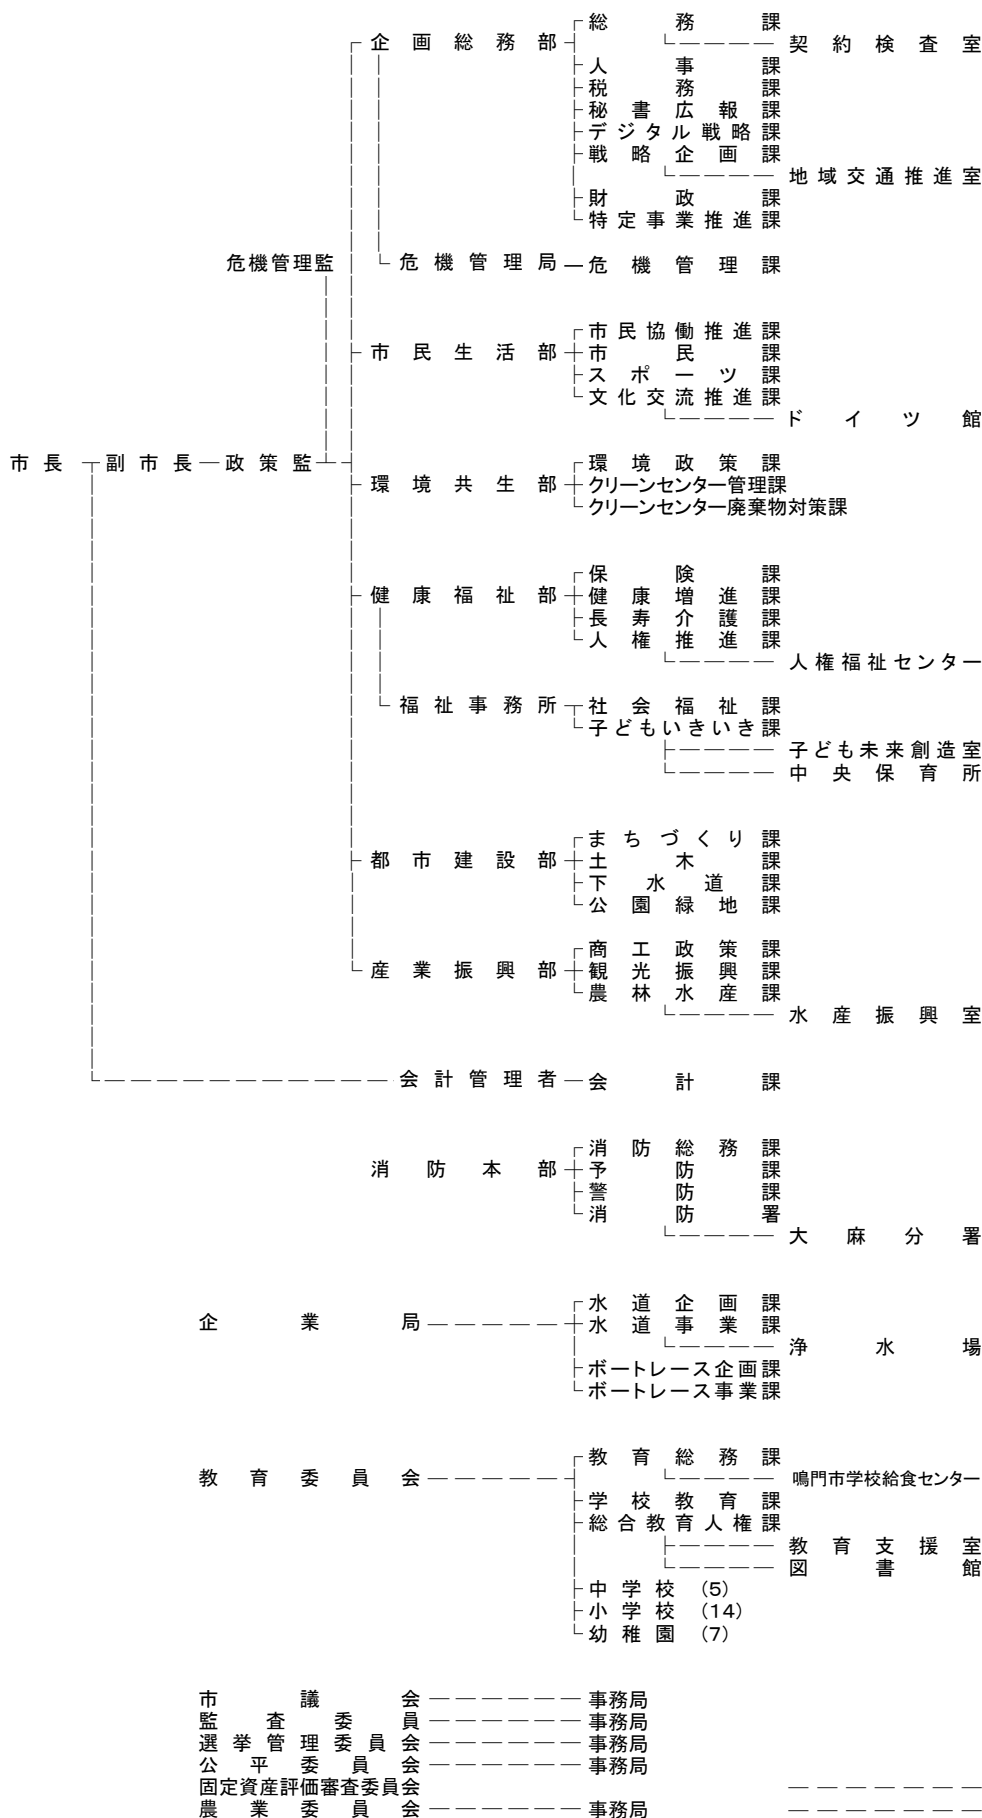 総務課
企画総務部
契約検査室
人事課
税務課
秘書広報課
デジタル戦略課
戦略企画課
地域交通推進室
財政課
特定事業推進課
危機管理監
危機管理局
危機管理課
市民協働推進課
市民生活部
市民課
スポーツ課
文化交流推進課
ドイツ館
市長
副市長
政策監
環境政策課
環境共生部
クリーンセンター管理課
クリーンセンター廃棄物対策課
保険課
健康福祉部
健康増進課
長寿介護課
人権推進課
人権福祉センター
福祉事務所
社会福祉課
子どもいきいき課
子ども未来創造室
中央保育所
まちづくり課
都市建設部
土木課
下水道課
公園緑地課
商工政策課
産業振興部
観光振興課
農林水産課
水産振興室
会計管理者
会計課
消防総務課
消防本部
予防課
警防課
消防署
大麻分署
水道企画課
企業局
水道事業課
浄水場
ボートレース企画課
ボートレース事業課
教育総務課
教育委員会
鳴門市学校給食センター
学校教育課
総合教育人権課
教育支援室
図書館
中学校 (5)
小学校 (14)
幼稚園 (7)
市議会 事務局
監査委員 事務局
選挙管理委員会 事務局
公平委員会 事務局
固定資産評価審査委員会
農業委員会 事務局